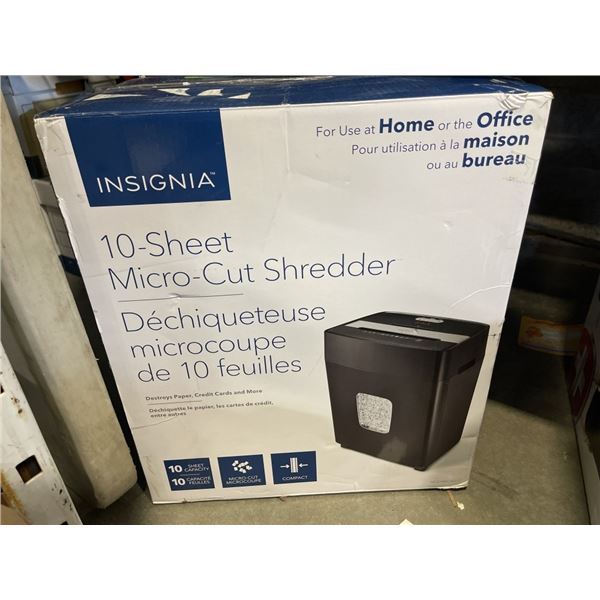 INSIGNIA™
For Use at Home or the Office
Pour utilisation à la maison
ou au bureau
10-Sheet
Micro-Cut Shredder
Déchiqueteuse
microcoupe
de 10 feuilles
Destroys Paper, Credit Cards and More
Déchiquette le papier, les cartes de crédit,
entre autres
10 SHEET CAPACITY
10 CAPACITÉ FEUILLES
MICRO-CUT
MICROCOUPE
COMPACT